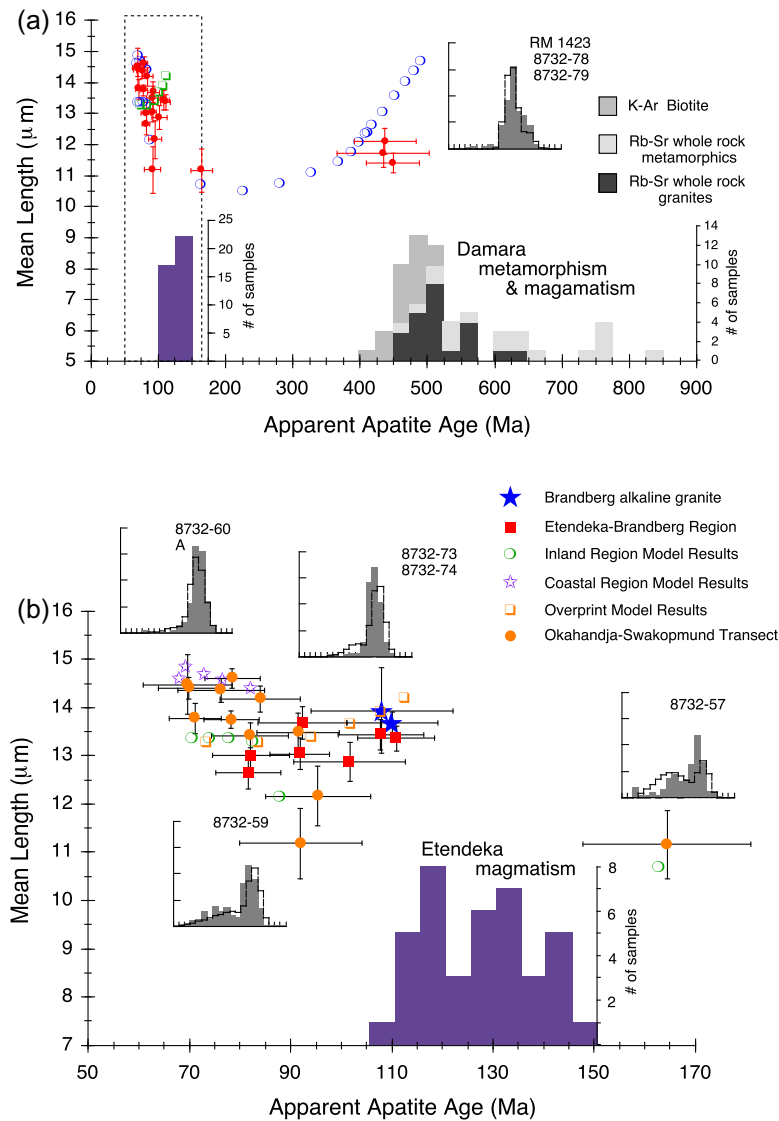 (a)
16
15
14
13
12
11
10
9
8
7
6
5
Mean Length (μm)
RM 1423
8732-78
8732-79
K-Ar Biotite
Rb-Sr whole rock
metamorphics
Rb-Sr whole rock
granites
25
20
15
10
5
0
# of samples
Damara
metamorphism
& magamatism
14
12
10
8
6
4
2
0
# of samples
0 100 200 300 400 500 600 700 800 900
Apparent Apatite Age (Ma)
Brandberg alkaline granite
Etendeka-Brandberg Region
Inland Region Model Results
Coastal Region Model Results
Overprint Model Results
Okahandja-Swakopmund Transect
8732-60
A
8732-73
8732-74
(b)
16
15
14
13
12
11
10
9
8
7
Mean Length (μm)
8732-57
8732-59
Etendeka
magmatism
8
6
4
2
# of samples
50 70 90 110 130 150 170
Apparent Apatite Age (Ma)